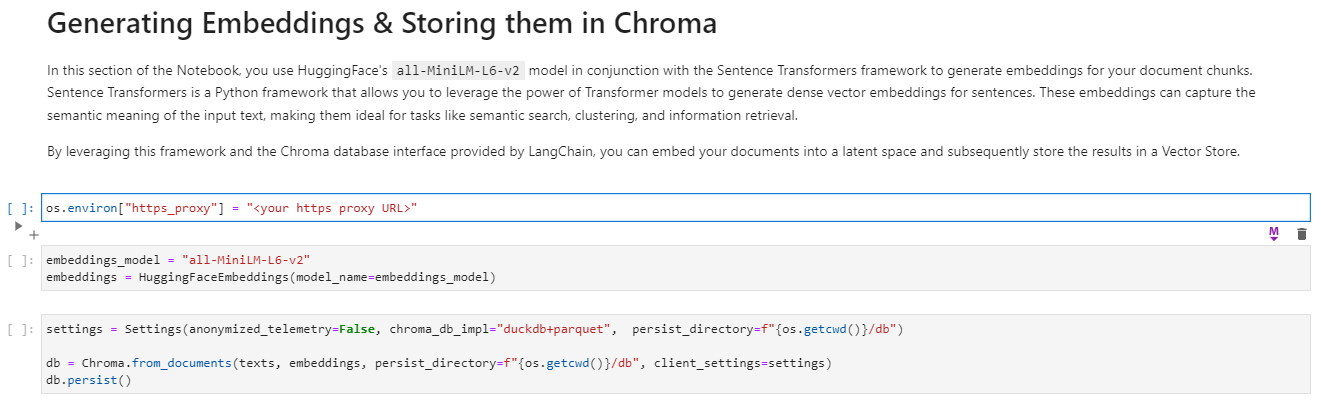 Generating Embeddings & Storing them in Chroma
In this section of the Notebook, you use HuggingFace's all-MiniLM-L6-v2 model in conjunction with the Sentence Transformers framework to generate embeddings for your document chunks.
Sentence Transformers is a Python framework that allows you to leverage the power of Transformer models to generate dense vector embeddings for sentences. These embeddings can capture the
semantic meaning of the input text, making them ideal for tasks like semantic search, clustering, and information retrieval.
By leveraging this framework and the Chroma database interface provided by LangChain, you can embed your documents into a latent space and subsequently store the results in a Vector Store.
[ ]: os.environ["https_proxy"] = "<your https proxy URL>"
M
[ ]: embeddings_model = "all-MiniLM-L6-v2"
embeddings = HuggingFaceEmbeddings(model_name=embeddings_model)
[ ]: settings = Settings(anonymized_telemetry=False, chroma_db_impl="duckdb+parquet",  persist_directory=f"{os.getcwd()}/db")
db = Chroma.from_documents(texts, embeddings, persist_directory=f"{os.getcwd()}/db", client_settings=settings)
db.persist()